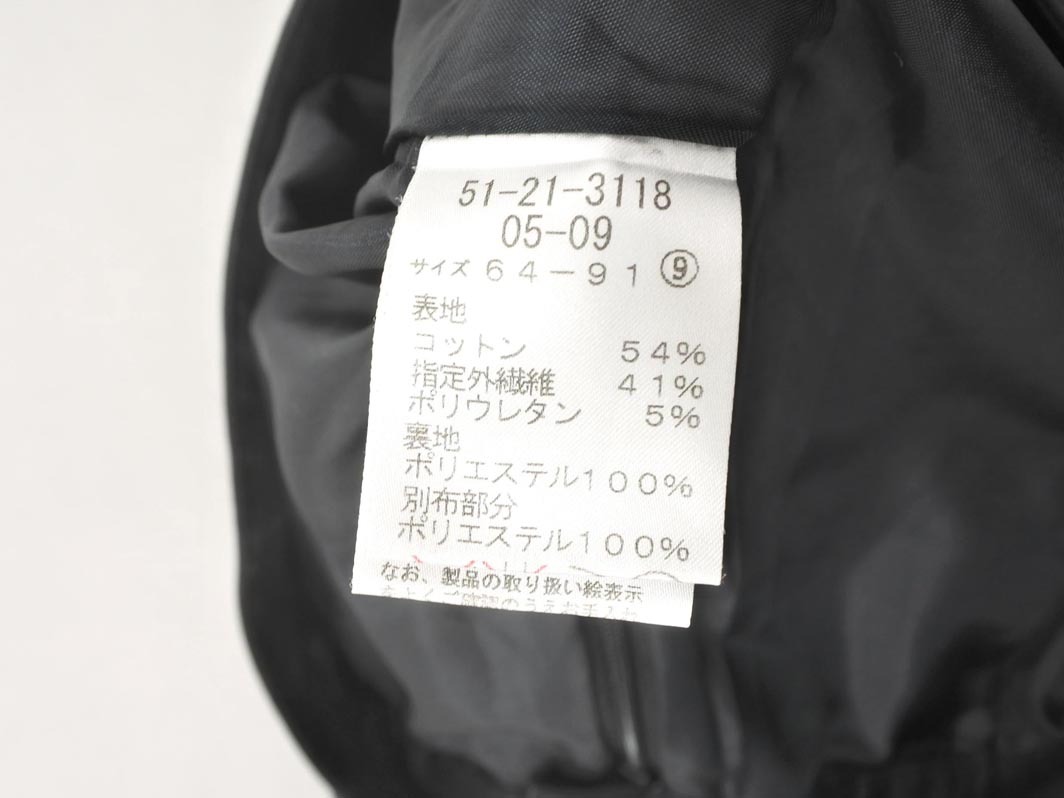 51-21-3118
05-09
サイズ 64-91 ⑨
表地
コットン 54%
指定外繊維 41%
ポリウレタン 5%
裏地
ポリエステル100%
別布部分
ポリエステル100%
なお、製品の取り扱い絵表示